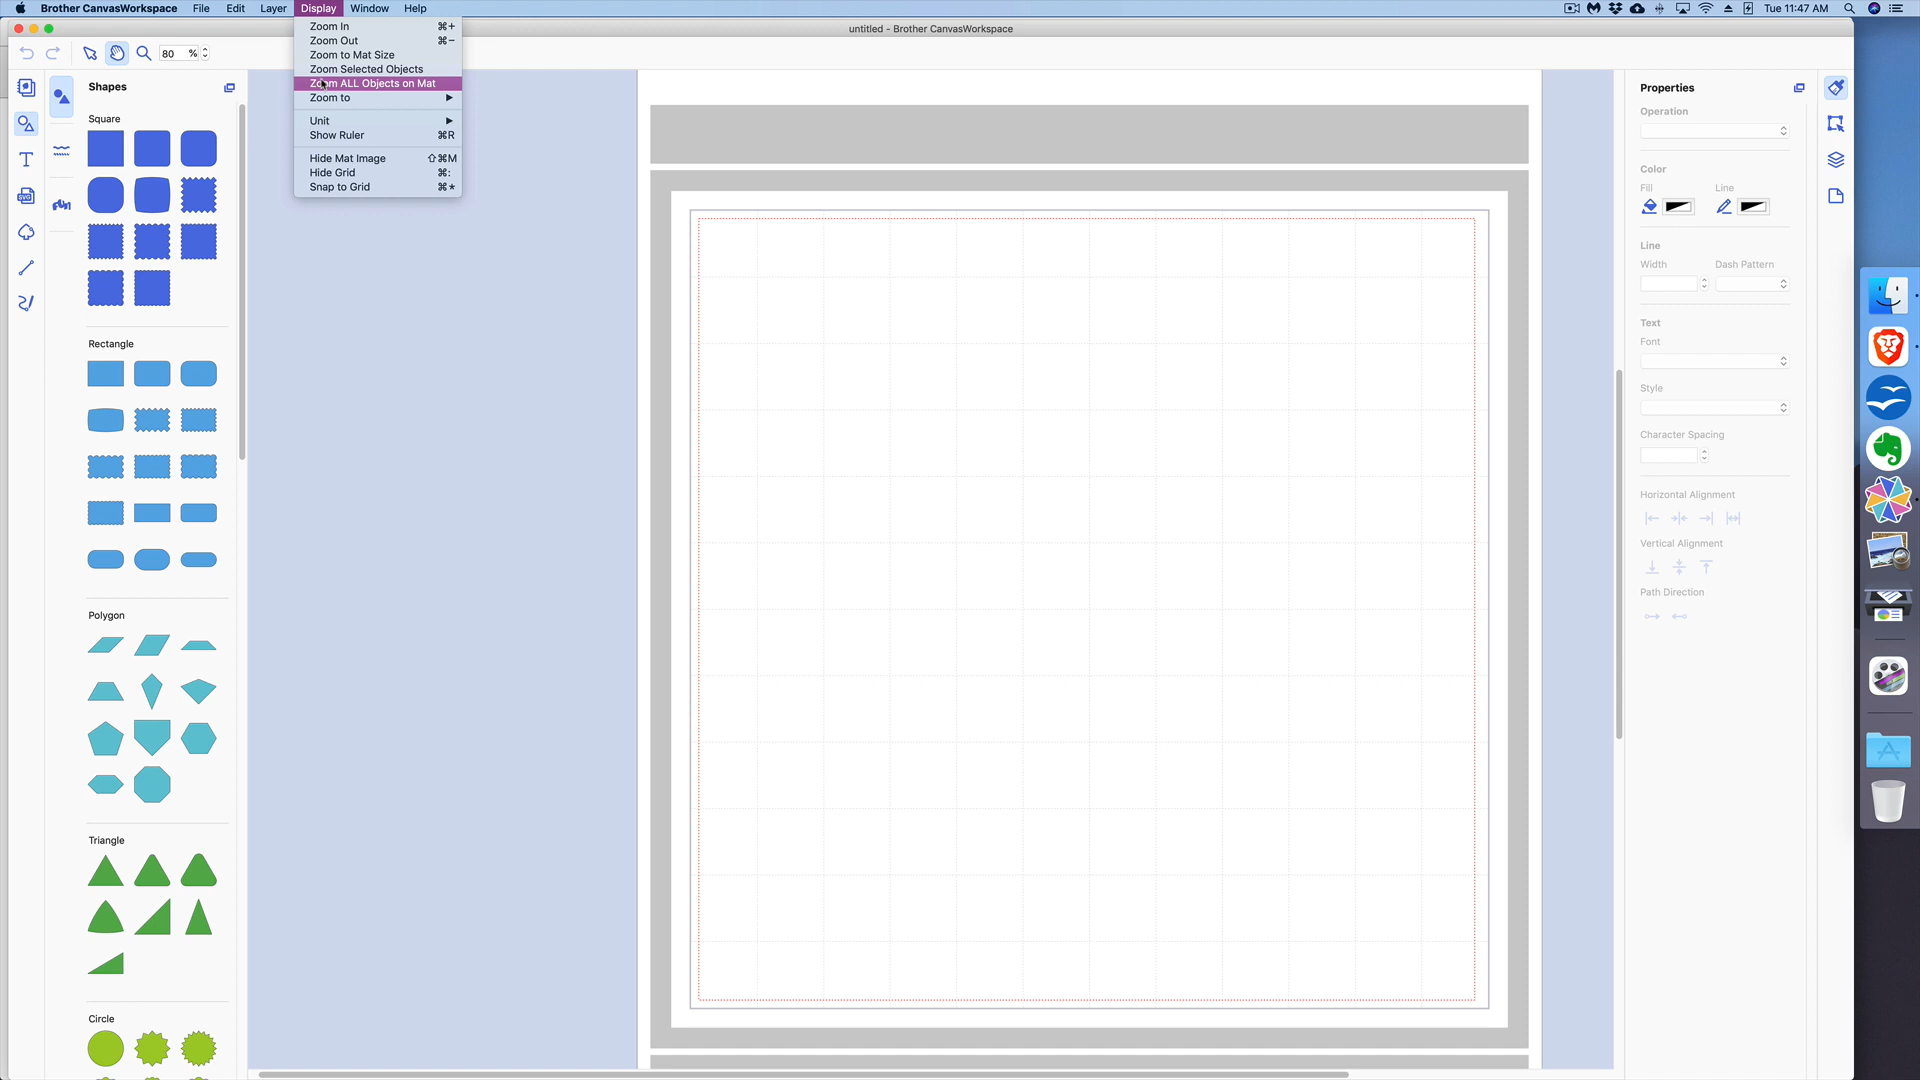 Brother CanvasWorkspace File Edit Layer Display Window Help Tue 11:47 AM
untitled - Brother CanvasWorkspace
80 %
Zoom In ⌘+
Zoom Out ⌘−
Zoom to Mat Size
Zoom Selected Objects
Zoom ALL Objects on Mat
Zoom to
Unit
Show Ruler ⌘R
Hide Mat Image ⇧⌘M
Hide Grid ⌘:
Snap to Grid ⌘*
Shapes
Square
Rectangle
Polygon
Triangle
Circle
T
SVG
fun
Properties
Operation
Color
Fill Line
Line
Width Dash Pattern
Text
Font
Style
Character Spacing
Horizontal Alignment
Vertical Alignment
Path Direction